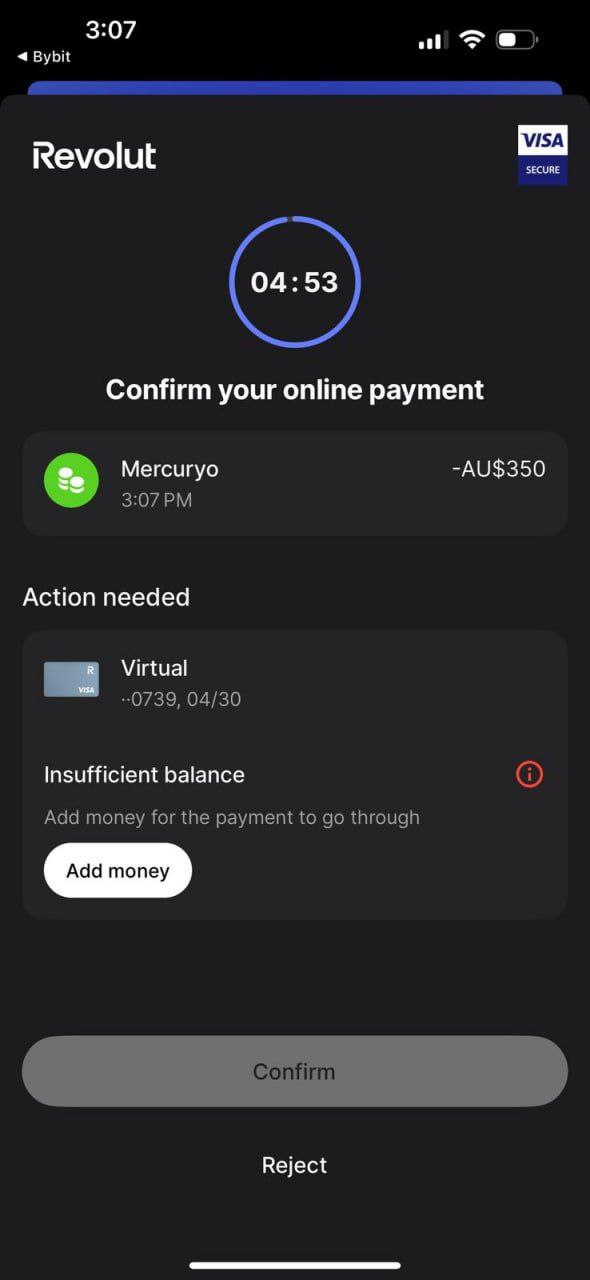 3:07
◀ Bybit
Revolut
VISA
SECURE
04:53
Confirm your online payment
Mercuryo
-AU$350
3:07 PM
Action needed
R
VISA
Virtual
··0739, 04/30
Insufficient balance
Add money for the payment to go through
Add money
Confirm
Reject